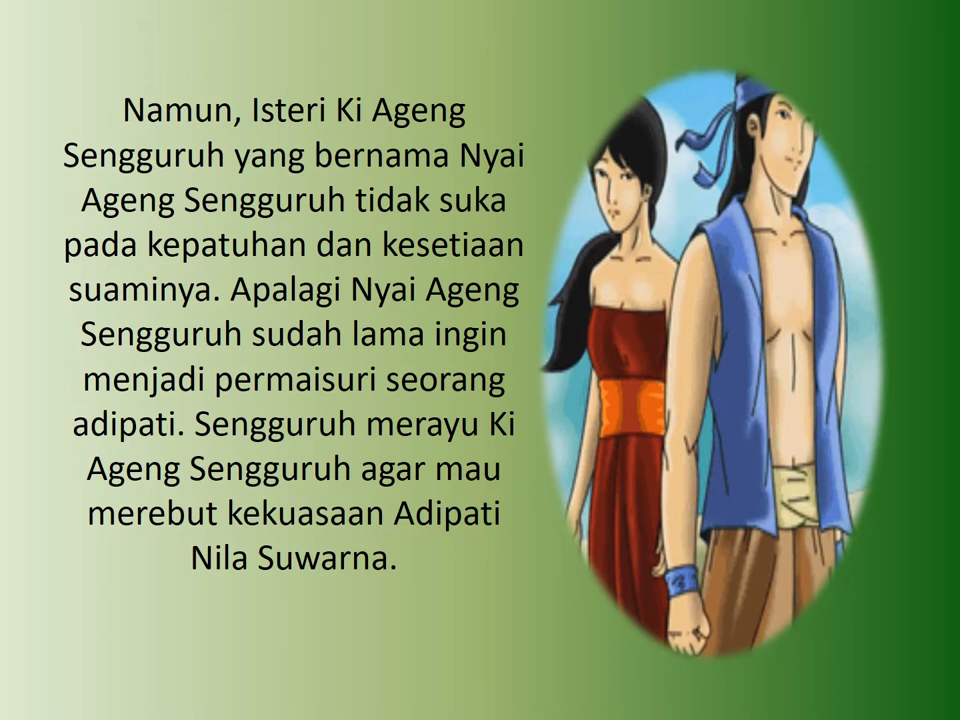 Namun, Isteri Ki Ageng
Sengguruh yang bernama Nyai
Ageng Sengguruh tidak suka
pada kepatuhan dan kesetiaan
suaminya. Apalagi Nyai Ageng
Sengguruh sudah lama ingin
menjadi permaisuri seorang
adipati. Sengguruh merayu Ki
Ageng Sengguruh agar mau
merebut kekuasaan Adipati
Nila Suwarna.